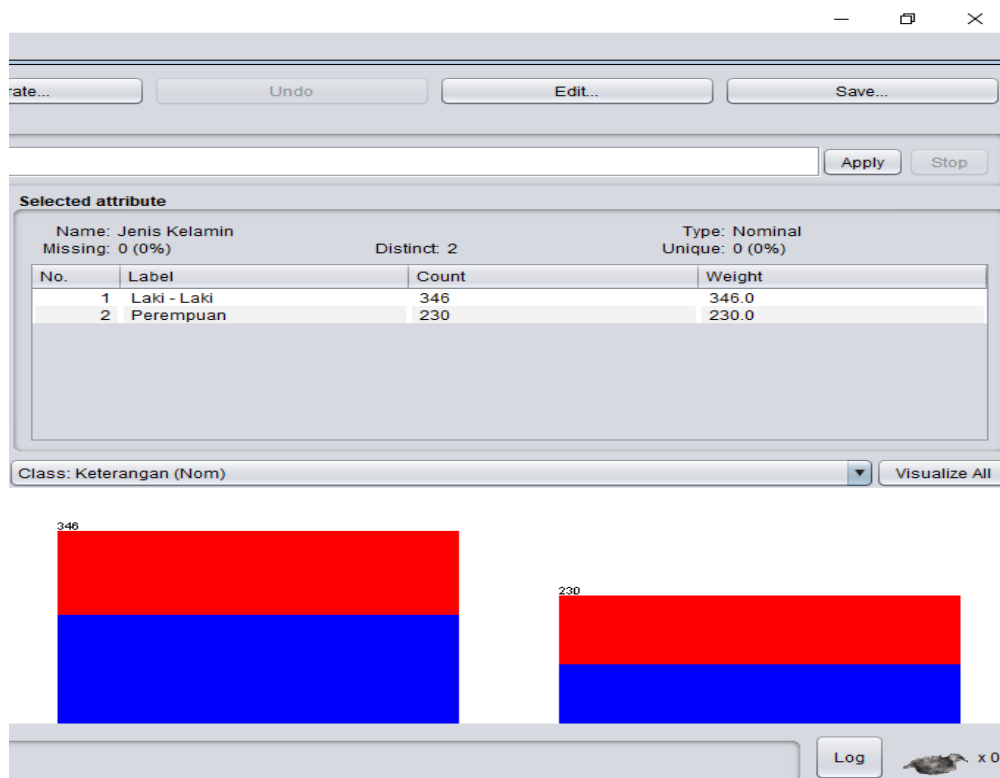 rate... Undo Edit... Save...
Apply Stop
Selected attribute
Name: Jenis Kelamin Type: Nominal
Missing: 0 (0%) Distinct: 2 Unique: 0 (0%)
No. Label Count Weight
1 Laki - Laki 346 346.0
2 Perempuan 230 230.0
Class: Keterangan (Nom) Visualize All
346
230
Log x 0